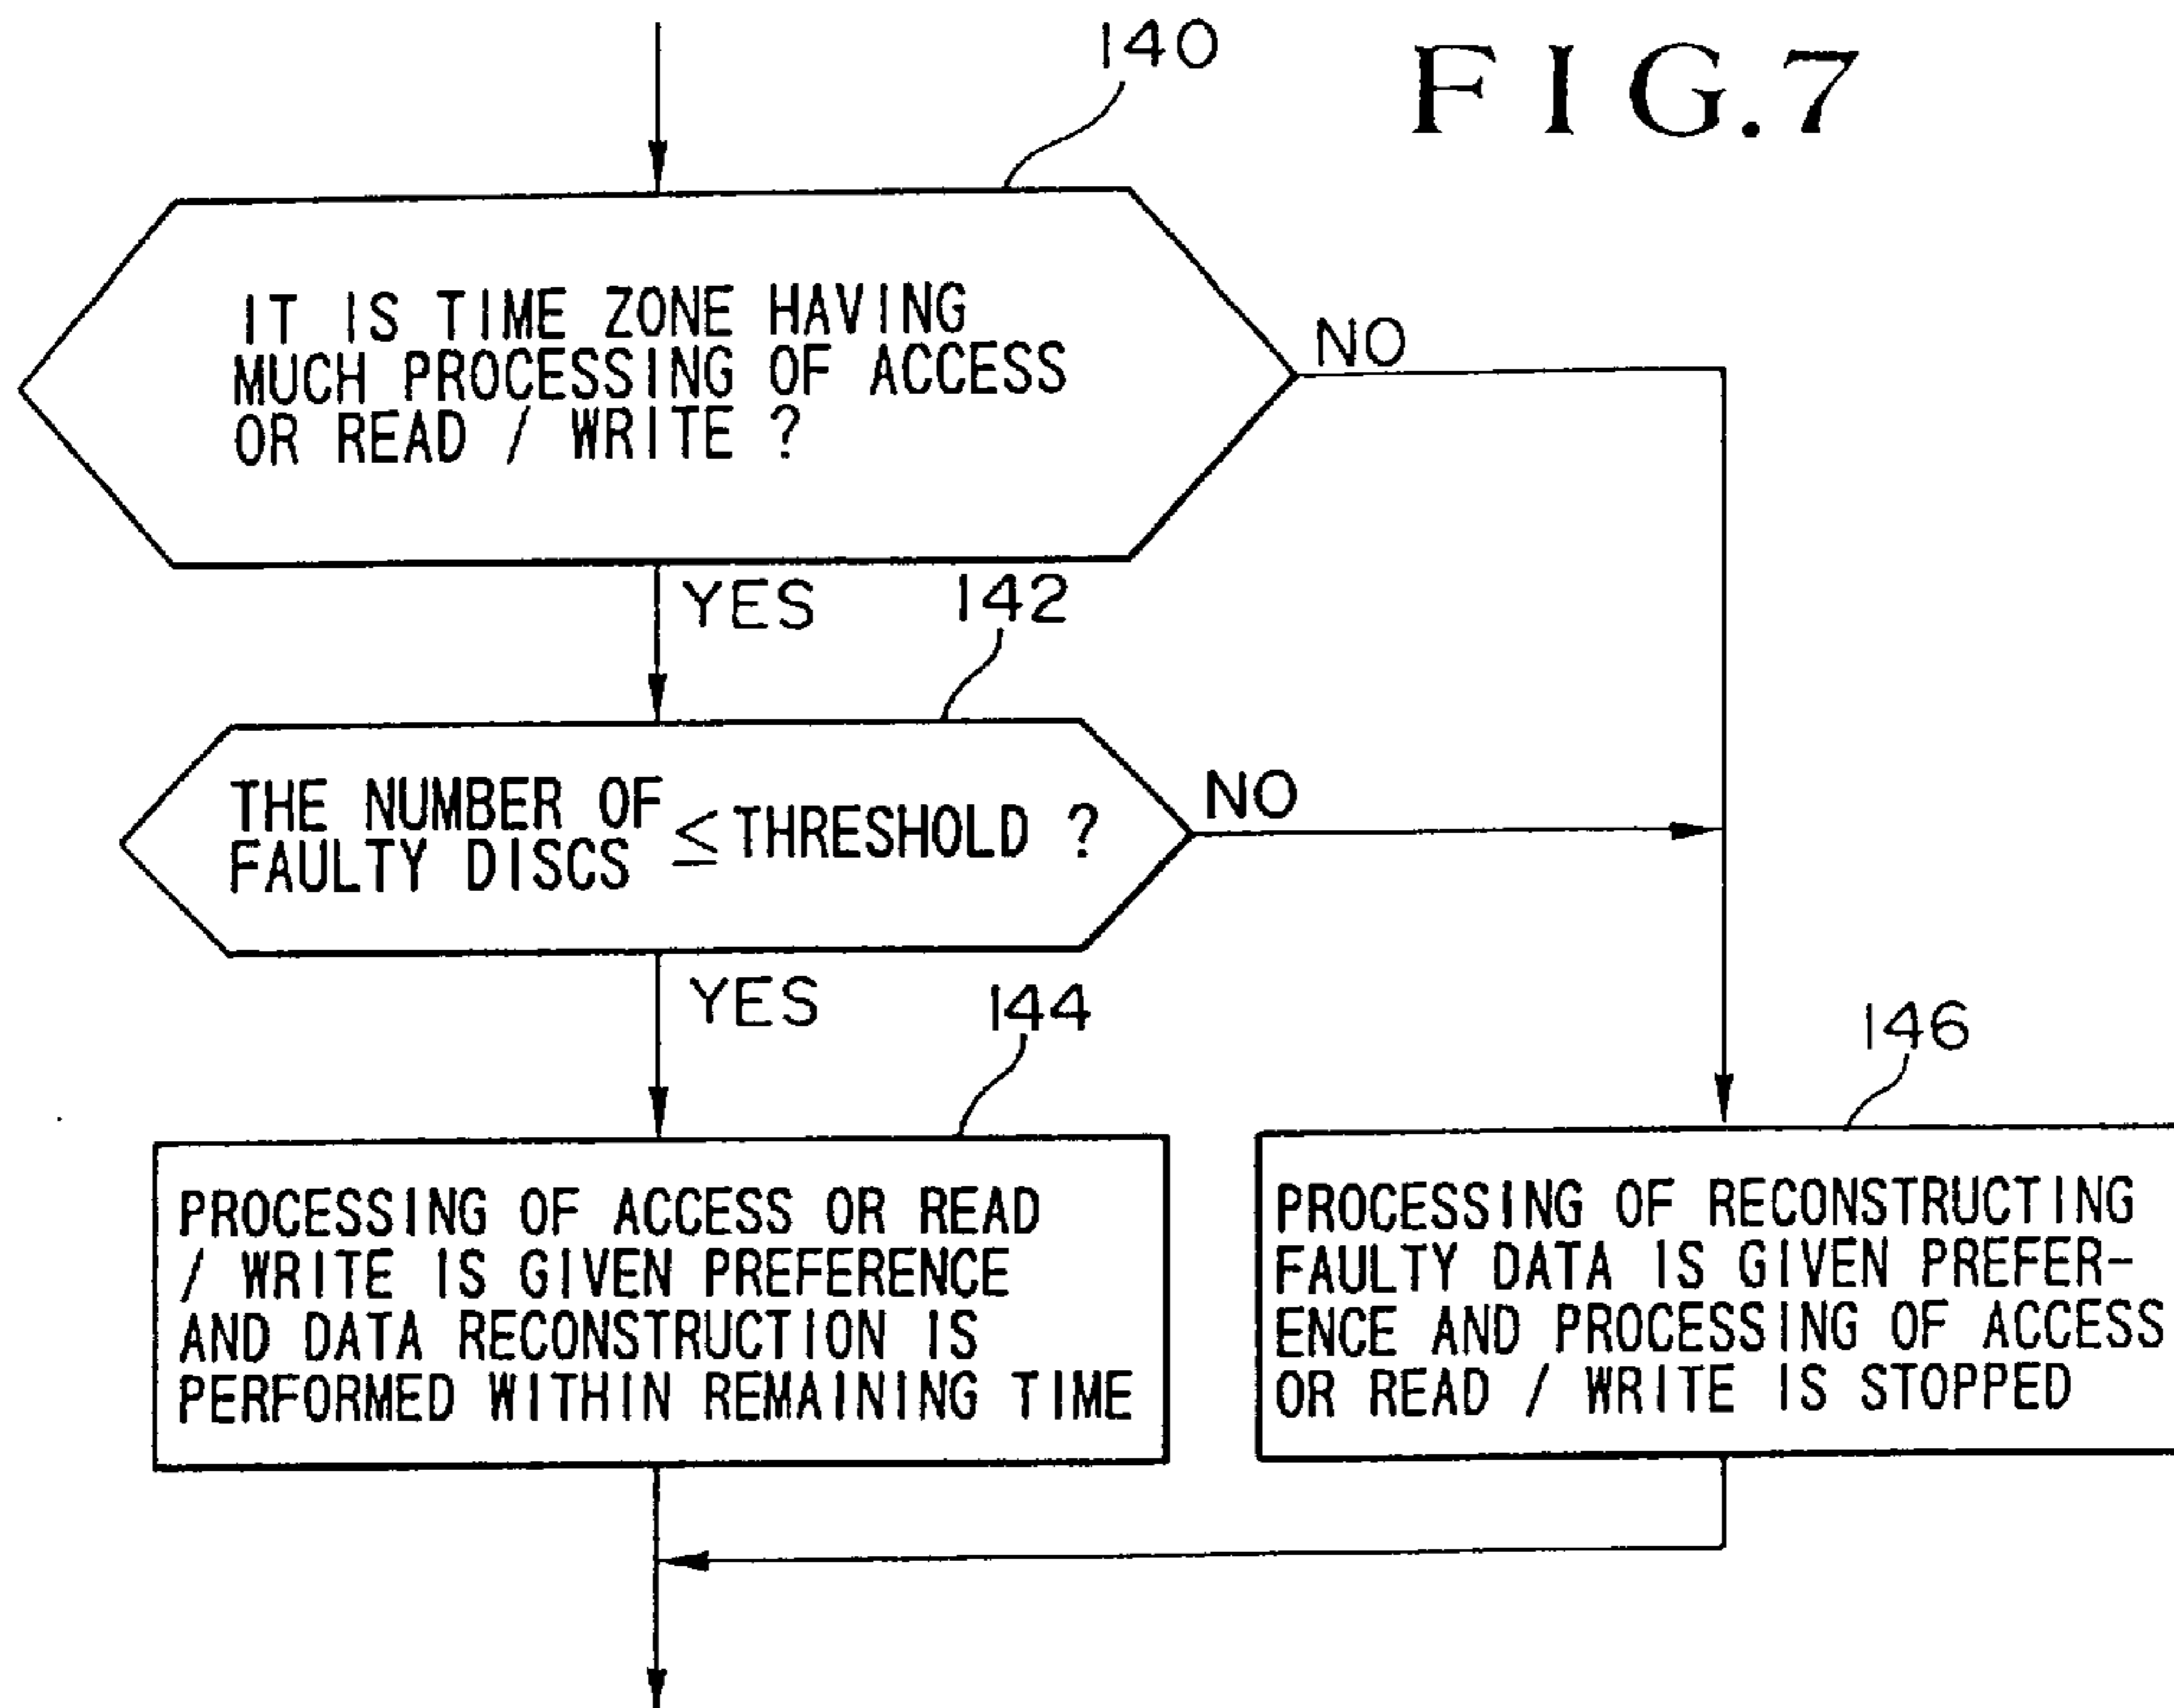 140
FIG.7
IT IS TIME ZONE HAVING
MUCH PROCESSING OF ACCESS
OR READ / WRITE ?
NO
YES
142
THE NUMBER OF
FAULTY DISCS ≤ THRESHOLD ?
NO
YES
144
146
PROCESSING OF ACCESS OR READ
/ WRITE IS GIVEN PREFERENCE
AND DATA RECONSTRUCTION IS
PERFORMED WITHIN REMAINING TIME
PROCESSING OF RECONSTRUCTING
FAULTY DATA IS GIVEN PREFER-
ENCE AND PROCESSING OF ACCESS
OR READ / WRITE IS STOPPED